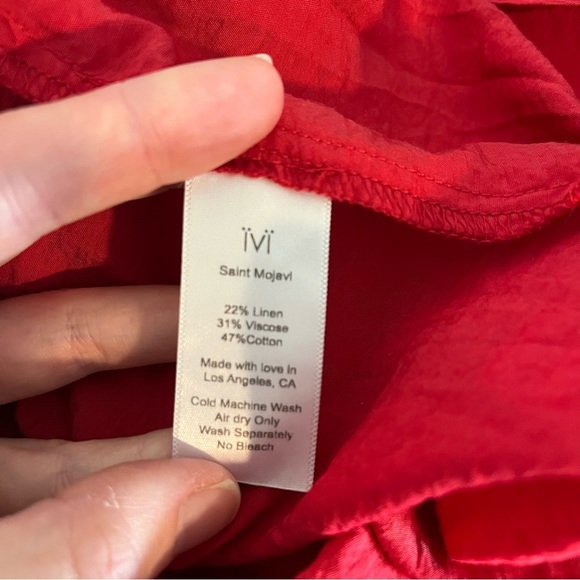 ïvï
Saint Mojavi
22% Linen
31% Viscose
47%Cotton
Made with love in
Los Angeles, CA
Cold Machine Wash
Air dry Only
Wash Separately
No Bleach